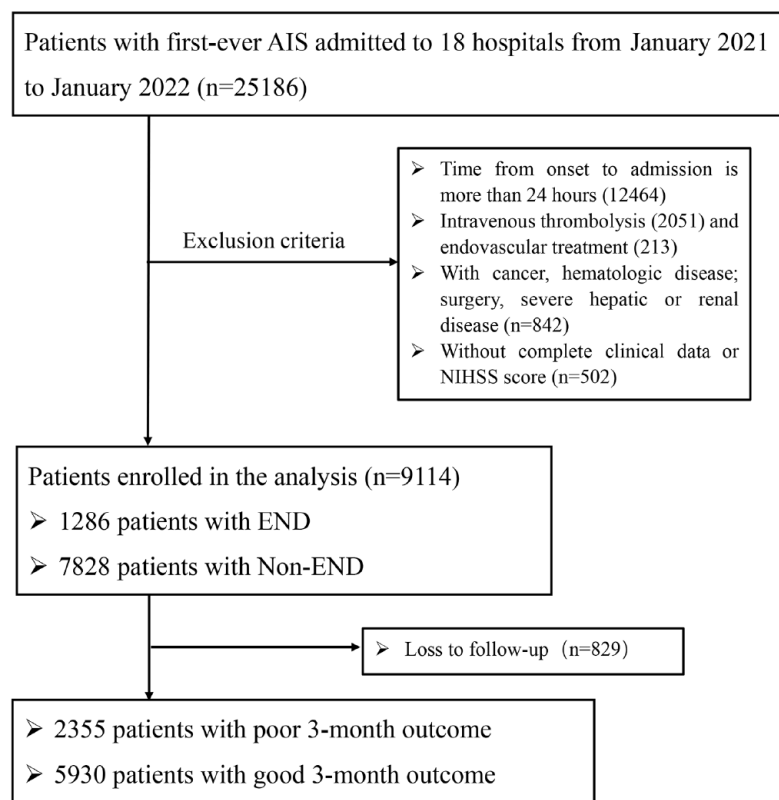 Patients with first-ever AIS admitted to 18 hospitals from January 2021
to January 2022 (n=25186)
➢ Time from onset to admission is
more than 24 hours (12464)
➢ Intravenous thrombolysis (2051) and
endovascular treatment (213)
➢ With cancer, hematologic disease;
surgery, severe hepatic or renal
disease (n=842)
➢ Without complete clinical data or
NIHSS score (n=502)
Exclusion criteria
Patients enrolled in the analysis (n=9114)
➢ 1286 patients with END
➢ 7828 patients with Non-END
➢ Loss to follow-up（n=829）
➢ 2355 patients with poor 3-month outcome
➢ 5930 patients with good 3-month outcome